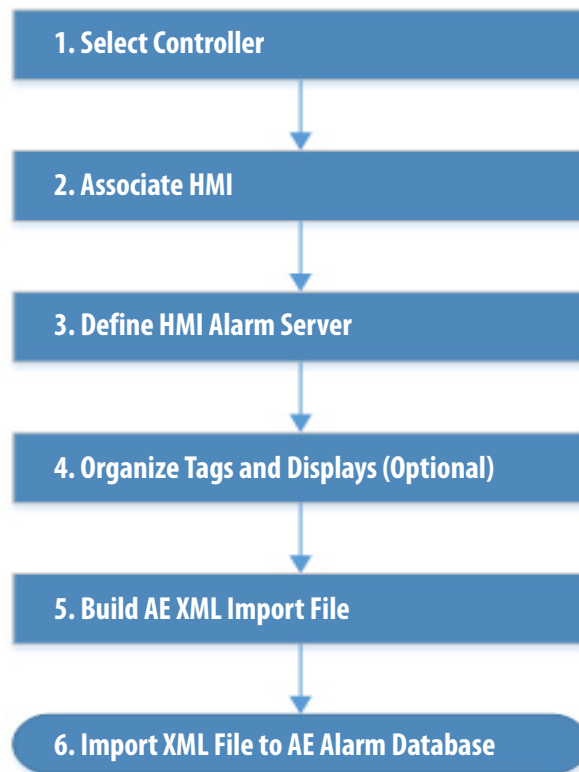 1. Select Controller
2. Associate HMI
3. Define HMI Alarm Server
4. Organize Tags and Displays (Optional)
5. Build AE XML Import File
6. Import XML File to AE Alarm Database